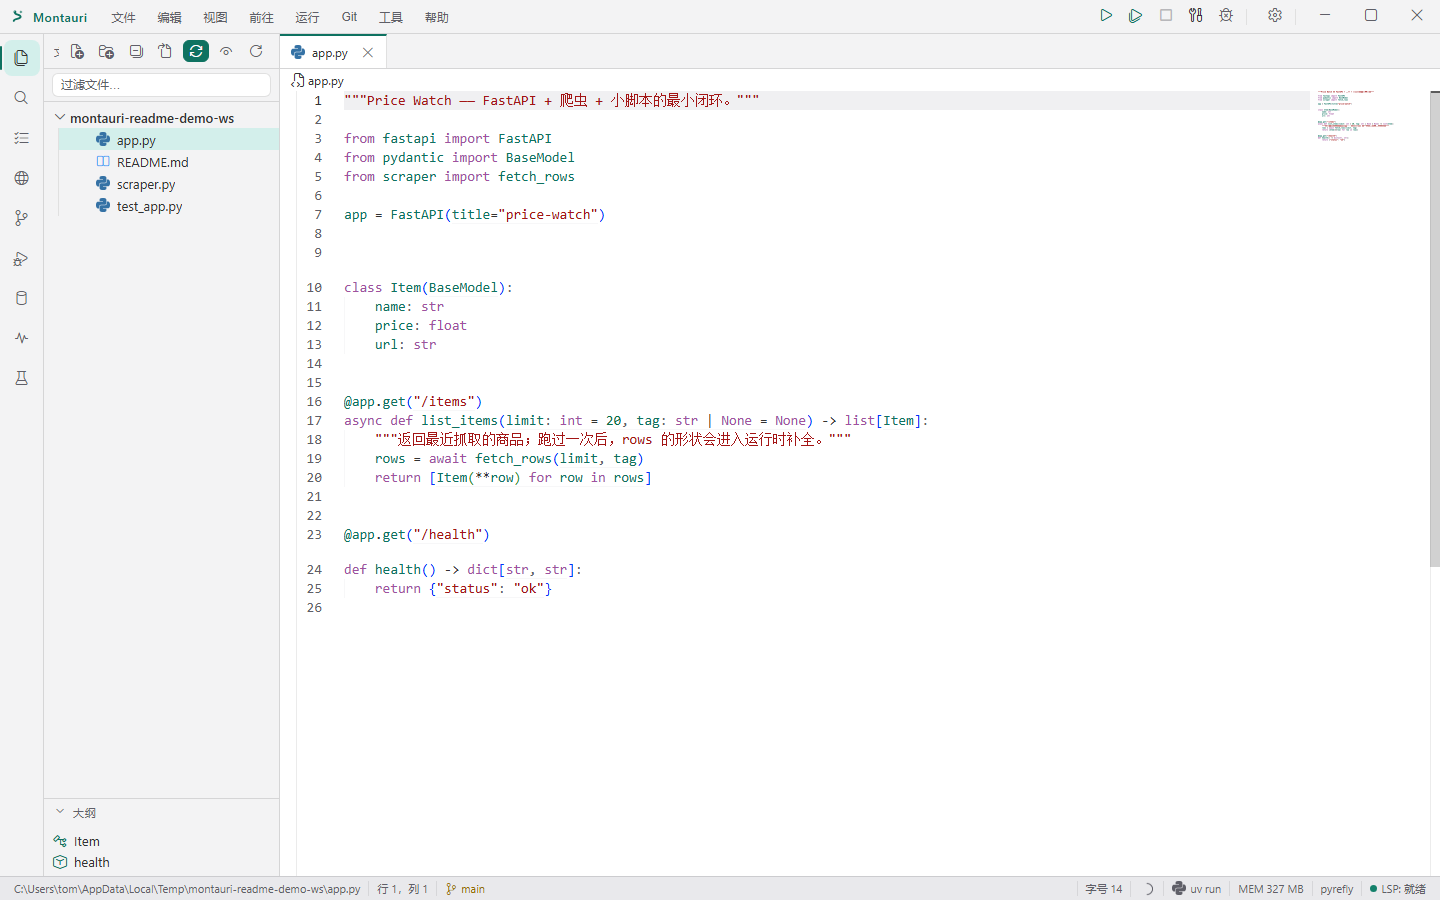 Montauri 文件 编辑 视图 前往 运行 Git 工具 帮助
app.py
过滤文件...
montauri-readme-demo-ws
app.py
README.md
scraper.py
test_app.py
大纲
Item
health
app.py
1 """Price Watch —— FastAPI + 爬虫 + 小脚本的最小闭环。"""
2
3 from fastapi import FastAPI
4 from pydantic import BaseModel
5 from scraper import fetch_rows
6
7 app = FastAPI(title="price-watch")
8
9
10 class Item(BaseModel):
11     name: str
12     price: float
13     url: str
14
15
16 @app.get("/items")
17 async def list_items(limit: int = 20, tag: str | None = None) -> list[Item]:
18     """返回最近抓取的商品；跑过一次后，rows 的形状会进入运行时补全。"""
19     rows = await fetch_rows(limit, tag)
20     return [Item(**row) for row in rows]
21
22
23 @app.get("/health")
24 def health() -> dict[str, str]:
25     return {"status": "ok"}
26
C:\Users\tom\AppData\Local\Temp\montauri-readme-demo-ws\app.py 行 1，列 1 main 字号 14 uv run MEM 327 MB pyrefly LSP: 就绪